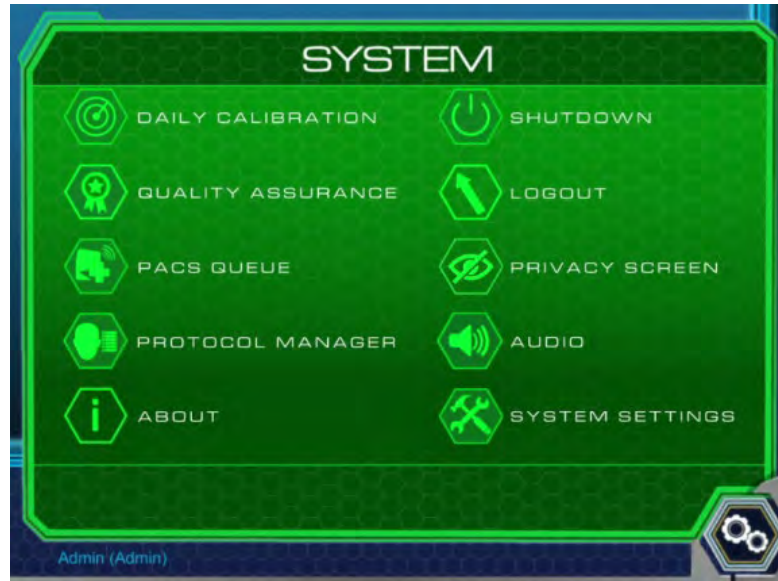 SYSTEM
DAILY CALIBRATION
SHUTDOWN
QUALITY ASSURANCE
LOGOUT
PACS QUEUE
PRIVACY SCREEN
PROTOCOL MANAGER
AUDIO
ABOUT
SYSTEM SETTINGS
Admin (Admin)